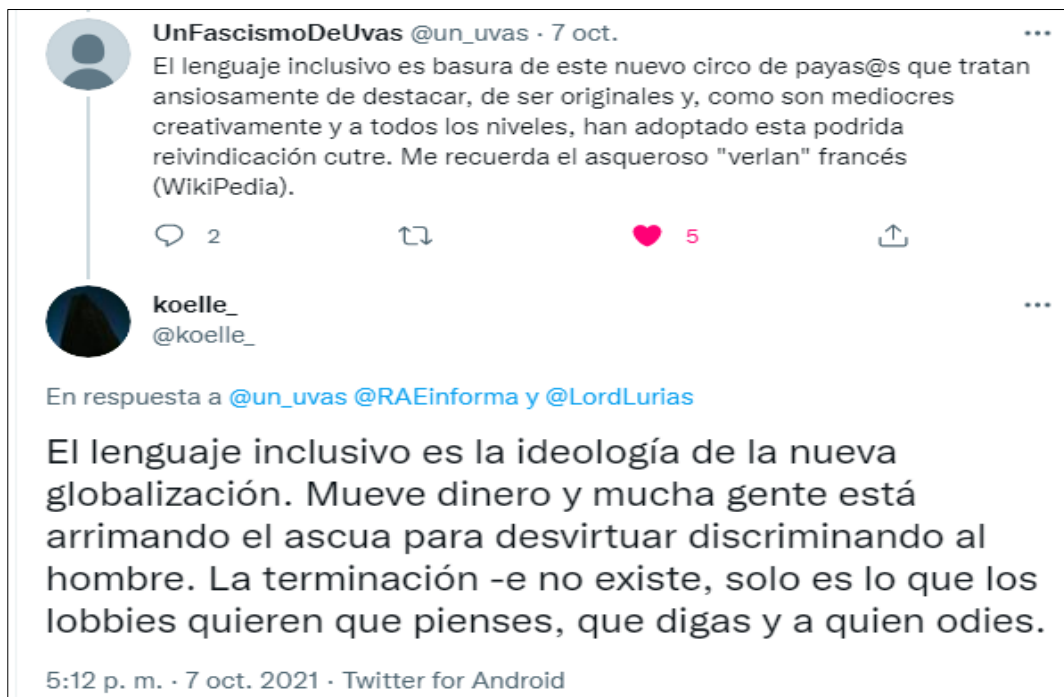 UnFascismoDeUvas @un_uvas · 7 oct.
El lenguaje inclusivo es basura de este nuevo circo de payas@s que tratan
ansiosamente de destacar, de ser originales y, como son mediocres
creativamente y a todos los niveles, han adoptado esta podrida
reivindicación cutre. Me recuerda el asqueroso "verlan" francés
(WikiPedia).
2 5
koelle_
@koelle_
En respuesta a @un_uvas @RAEinforma y @LordLurias
El lenguaje inclusivo es la ideología de la nueva
globalización. Mueve dinero y mucha gente está
arrimando el ascua para desvirtuar discriminando al
hombre. La terminación -e no existe, solo es lo que los
lobbies quieren que pienses, que digas y a quien odies.
5:12 p. m. · 7 oct. 2021 · Twitter for Android